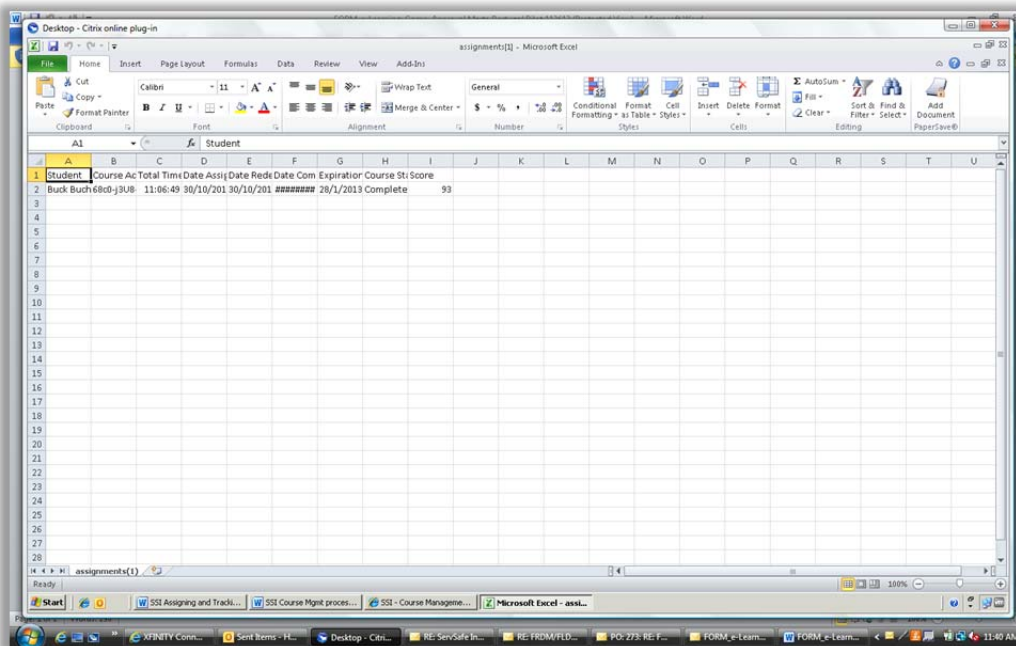 Desktop - Citrix online plug-in
assignments[1] - Microsoft Excel
File Home Insert Page Layout Formulas Data Review View Add-Ins
Cut
Copy
Format Painter
Paste
Calibri 11
B I U
Wrap Text
Merge & Center
General
$ % ,
Conditional Formatting
Format as Table
Cell Styles
Insert Delete Format
Σ AutoSum
Fill
Clear
Sort & Filter
Find & Select
Add Document
Clipboard Font Alignment Number Styles Cells Editing PaperSave®
A1 fx Student
A B C D E F G H I J K L M N O P Q R S T U
1 Student Course Ac Total Time Date Assig Date Rede Date Com Expiration Course Sta Score
2 Buck Buch 68c0-j3U8- 11:06:49 30/10/201 30/10/201 ######## 28/1/2013 Complete 93
3
4
5
6
7
8
9
10
11
12
13
14
15
16
17
18
19
20
21
22
23
24
25
26
27
28
assignments(1)
Ready 100%
Start SSI Assigning and Tracki... SSI Course Mgmt proces... SSI - Course Manageme... Microsoft Excel - assi...
XFINITY Conn... Sent Items - H... Desktop - Citri... RE: ServSafe In... RE: FRDM/FLD... PO: 273: RE: F... FORM_e-Learn... FORM_e-Learn... 11:40 AM